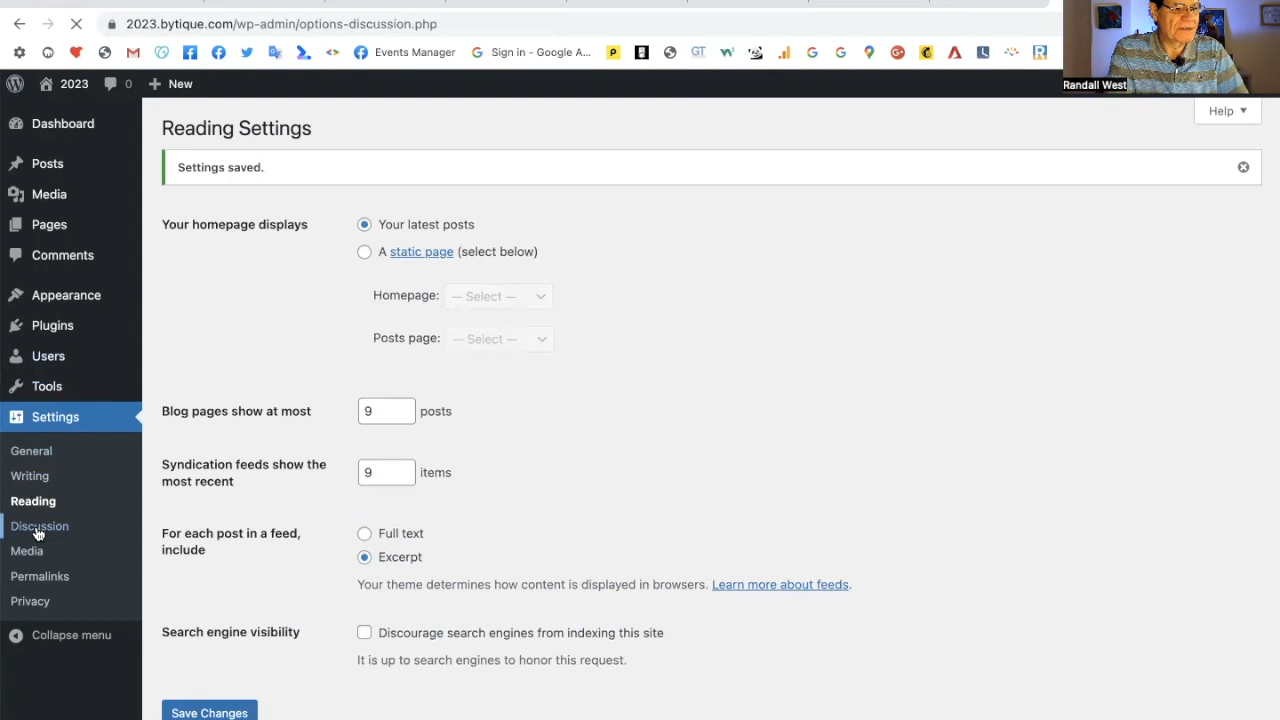 2023.bytique.com/wp-admin/options-discussion.php
Events Manager
Sign in - Google A...
GT
Randall West
2023
0
New
Help
Dashboard
Posts
Media
Pages
Comments
Appearance
Plugins
Users
Tools
Settings
General
Writing
Reading
Discussion
Media
Permalinks
Privacy
Collapse menu
Reading Settings
Settings saved.
Your homepage displays
Your latest posts
A static page (select below)
Homepage: — Select —
Posts page: — Select —
Blog pages show at most
9 posts
Syndication feeds show the
most recent
9 items
For each post in a feed,
include
Full text
Excerpt
Your theme determines how content is displayed in browsers. Learn more about feeds.
Search engine visibility
Discourage search engines from indexing this site
It is up to search engines to honor this request.
Save Changes